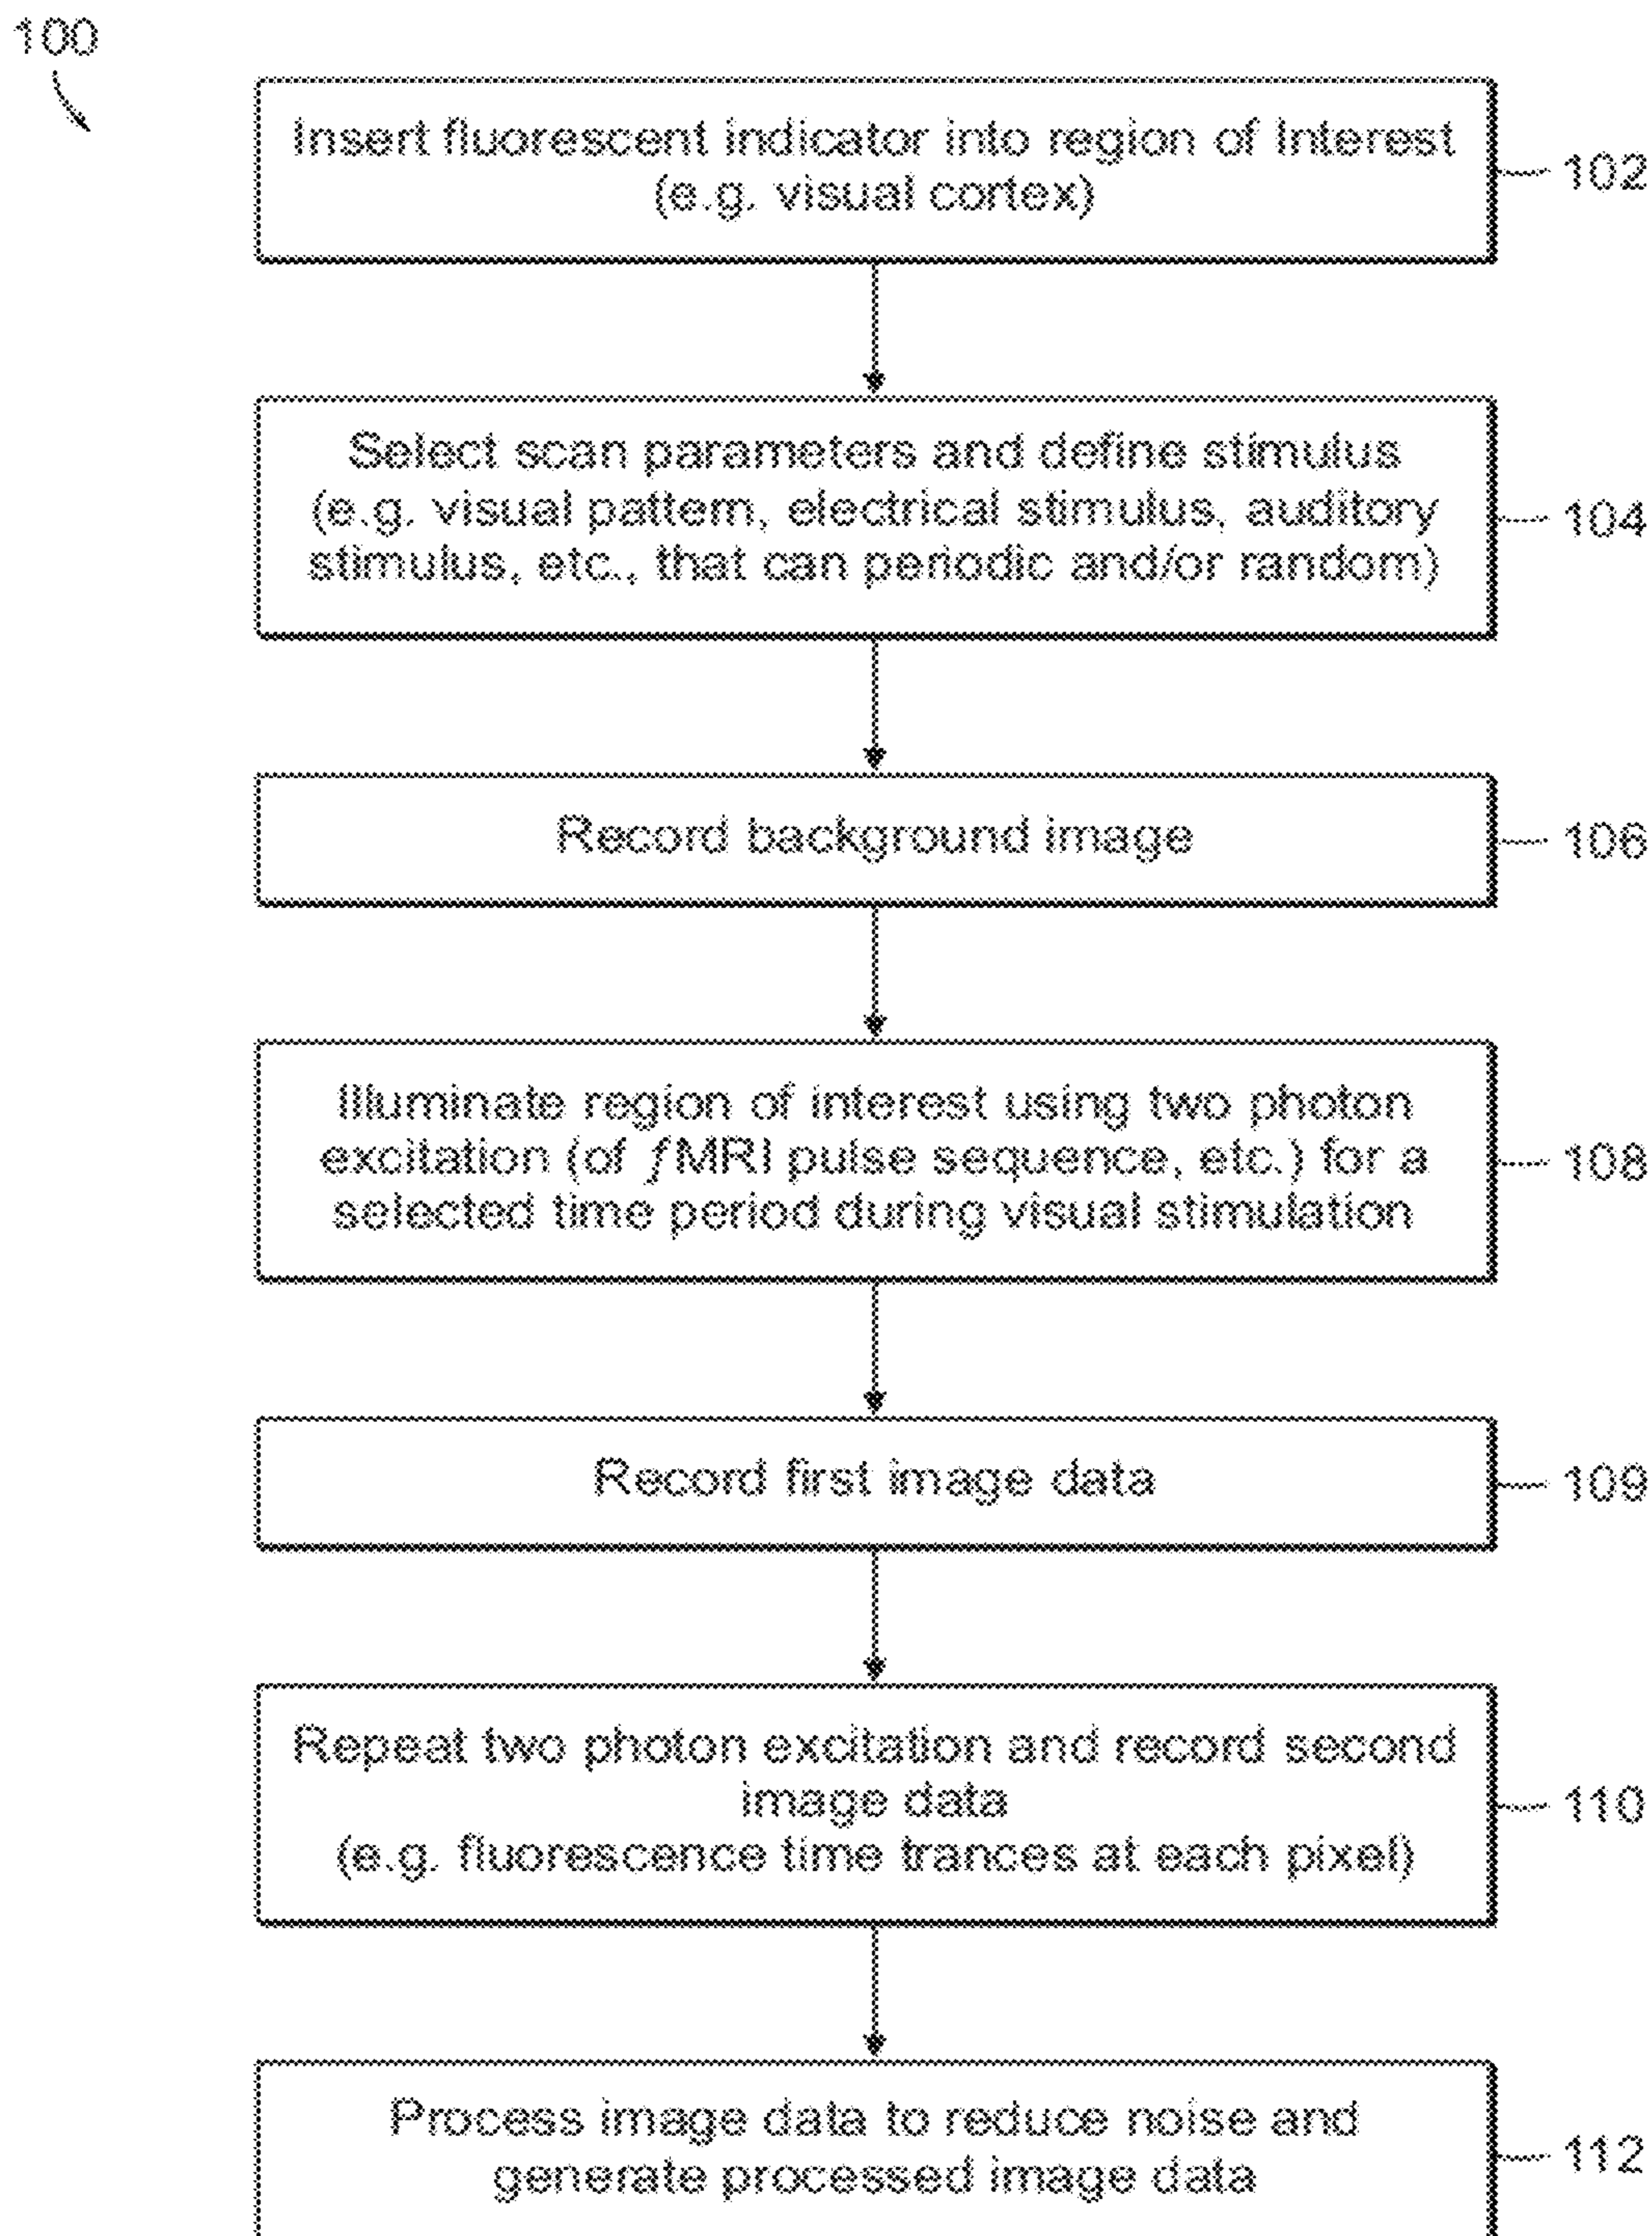 100
Insert fluorescent indicator into region of Interest
(e.g. visual cortex)
102
Select scan parameters and define stimulus
(e.g. visual pattern, electrical stimulus, auditory
stimulus, etc., that can periodic and/or random)
104
Record background image
106
Illuminate region of interest using two photon
excitation (of ƒMRI pulse sequence, etc.) for a
selected time period during visual stimulation
108
Record first image data
109
Repeat two photon excitation and record second
image data
(e.g. fluorescence time trances at each pixel)
110
Process image data to reduce noise and
generate processed image data
112